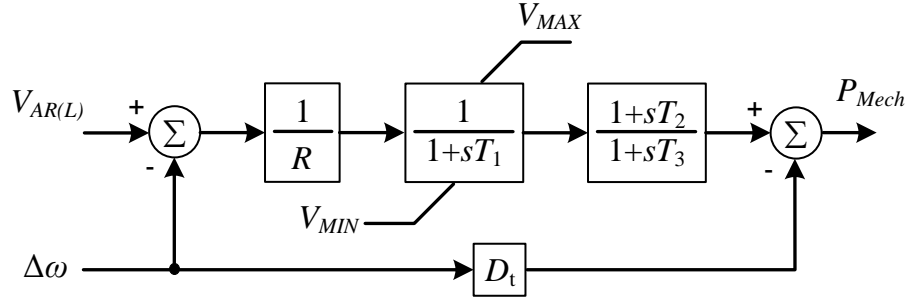 V_MAX
V_AR(L)
+
Σ
-
1
R
1
1+sT_1
1+sT_2
1+sT_3
+
Σ
-
P_Mech
V_MIN
Δω
D_t